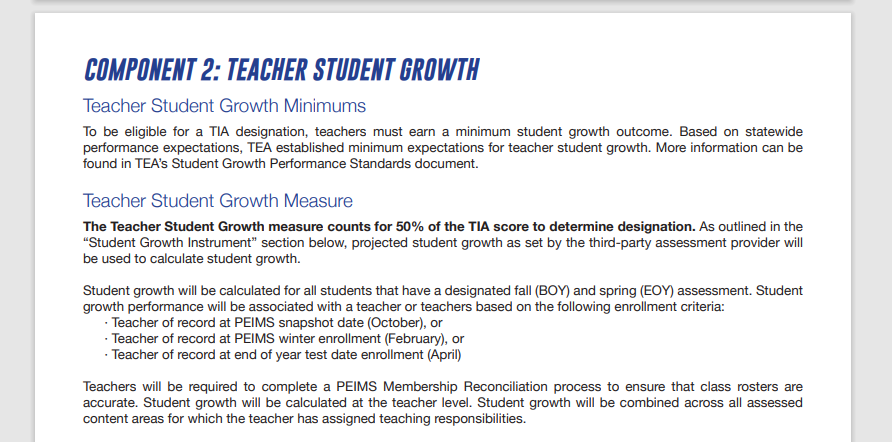 COMPONENT 2: TEACHER STUDENT GROWTH
Teacher Student Growth Minimums
To be eligible for a TIA designation, teachers must earn a minimum student growth outcome. Based on statewide
performance expectations, TEA established minimum expectations for teacher student growth. More information can be
found in TEA's Student Growth Performance Standards document.
Teacher Student Growth Measure
The Teacher Student Growth measure counts for 50% of the TIA score to determine designation. As outlined in the
“Student Growth Instrument” section below, projected student growth as set by the third-party assessment provider will
be used to calculate student growth.
Student growth will be calculated for all students that have a designated fall (BOY) and spring (EOY) assessment. Student
growth performance will be associated with a teacher or teachers based on the following enrollment criteria:
· Teacher of record at PEIMS snapshot date (October), or
· Teacher of record at PEIMS winter enrollment (February), or
· Teacher of record at end of year test date enrollment (April)
Teachers will be required to complete a PEIMS Membership Reconciliation process to ensure that class rosters are
accurate. Student growth will be calculated at the teacher level. Student growth will be combined across all assessed
content areas for which the teacher has assigned teaching responsibilities.